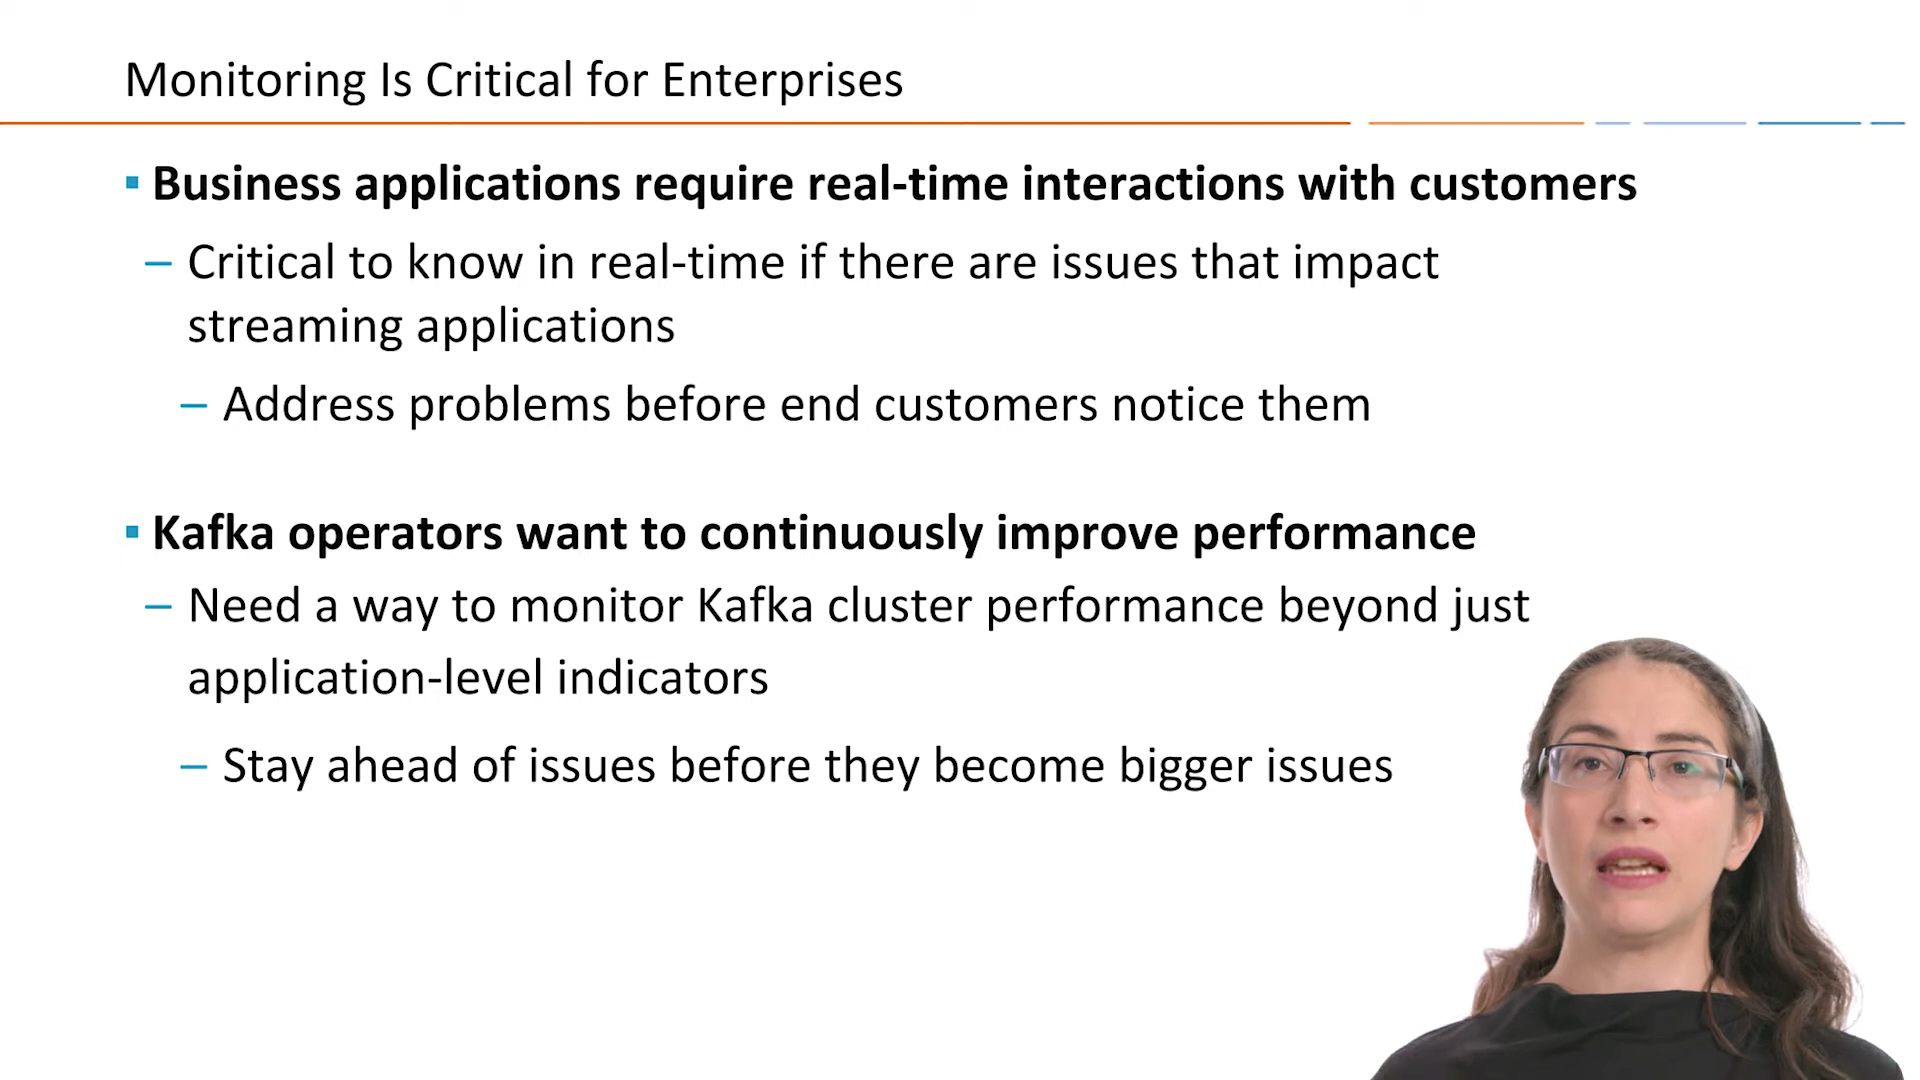 Monitoring Is Critical for Enterprises
▪ Business applications require real-time interactions with customers
– Critical to know in real-time if there are issues that impact
streaming applications
– Address problems before end customers notice them
▪ Kafka operators want to continuously improve performance
– Need a way to monitor Kafka cluster performance beyond just
application-level indicators
– Stay ahead of issues before they become bigger issues